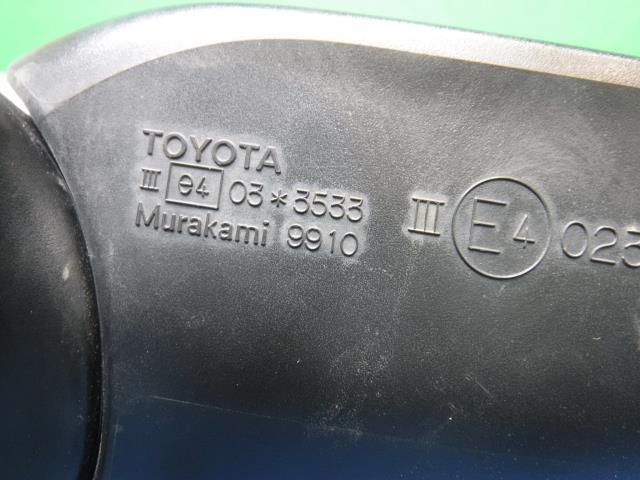 TOYOTA
III e4 03*3533
Murakami 9910
III E4 023